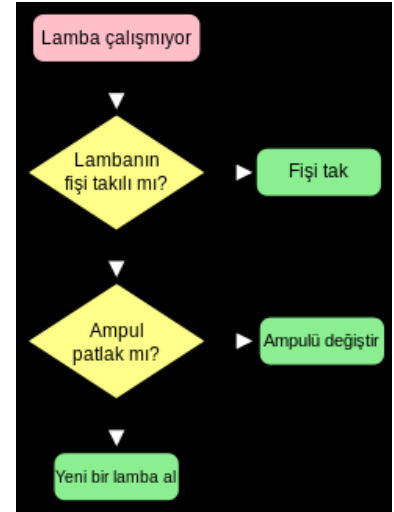 Lamba çalışmıyor
Lambanın
fişi takılı mı?
Fişi tak
Ampul
patlak mı?
Ampulü değiştir
Yeni bir lamba al